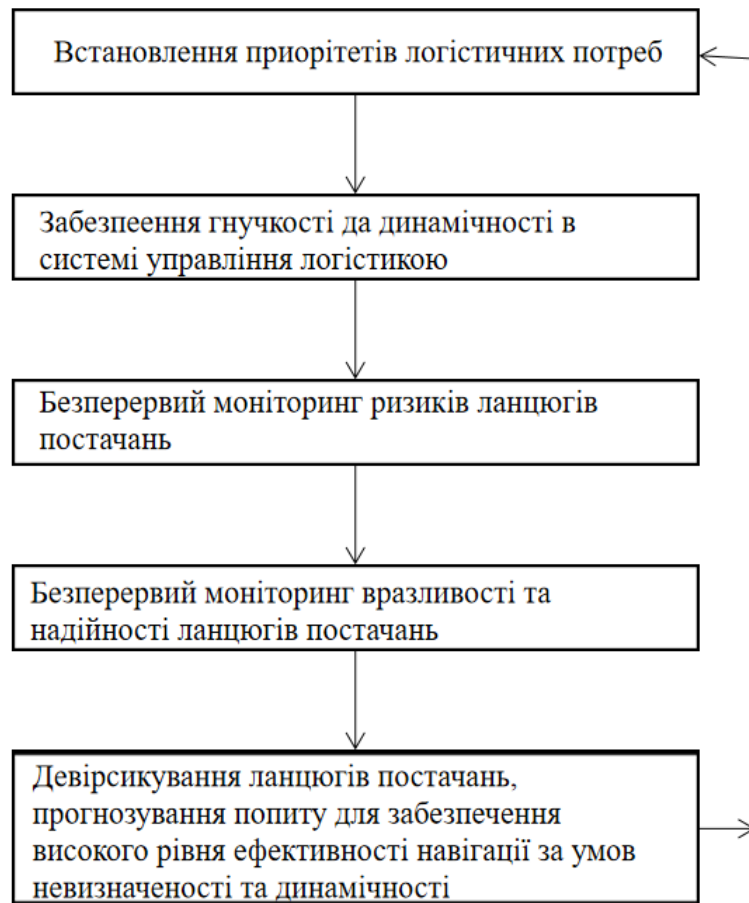 Встановлення приорітетів логістичних потреб
Забезпеення гнучкості да динамічності в
системі управління логістикою
Безперервий моніторинг ризиків ланцюгів
постачань
Безперервий моніторинг вразливості та
надійності ланцюгів постачань
Девірсикування ланцюгів постачань,
прогнозування попиту для забезпечення
високого рівня ефективності навігації за умов
невизначеності та динамічності